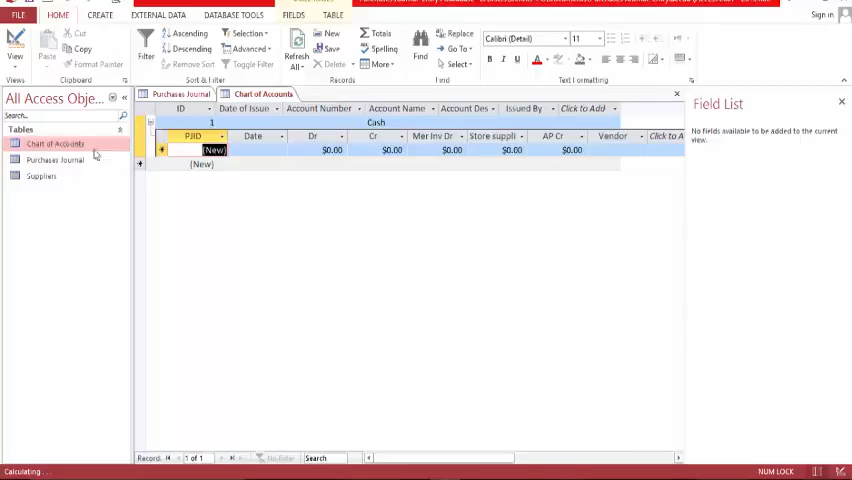 FILE HOME CREATE EXTERNAL DATA DATABASE TOOLS FIELDS TABLE Sign in
View
Views
Paste
Cut
Copy
Format Painter
Clipboard
Filter
Ascending
Descending
Remove Sort
Selection
Advanced
Toggle Filter
Sort & Filter
Refresh
All
New
Save
Delete
Totals
Spelling
More
Records
Find
Replace
Go To
Select
Find
Calibri (Detail) 11
B I U A
Text Formatting
All Access Obje...
Search...
Tables
Chart of Accounts
Purchases Journal
Suppliers
Purchases Journal Chart of Accounts
ID Date of Issue Account Number Account Name Account Des Issued By Click to Add
1 Cash
PJID Date Dr Cr Mer Inv Dr Store suppli AP Cr Vendor Click to A
(New) $0.00 $0.00 $0.00 $0.00 $0.00
(New)
Field List
No fields available to be added to the current
view.
Record: 1 of 1 No Filter Search
Calculating . . . NUM LOCK